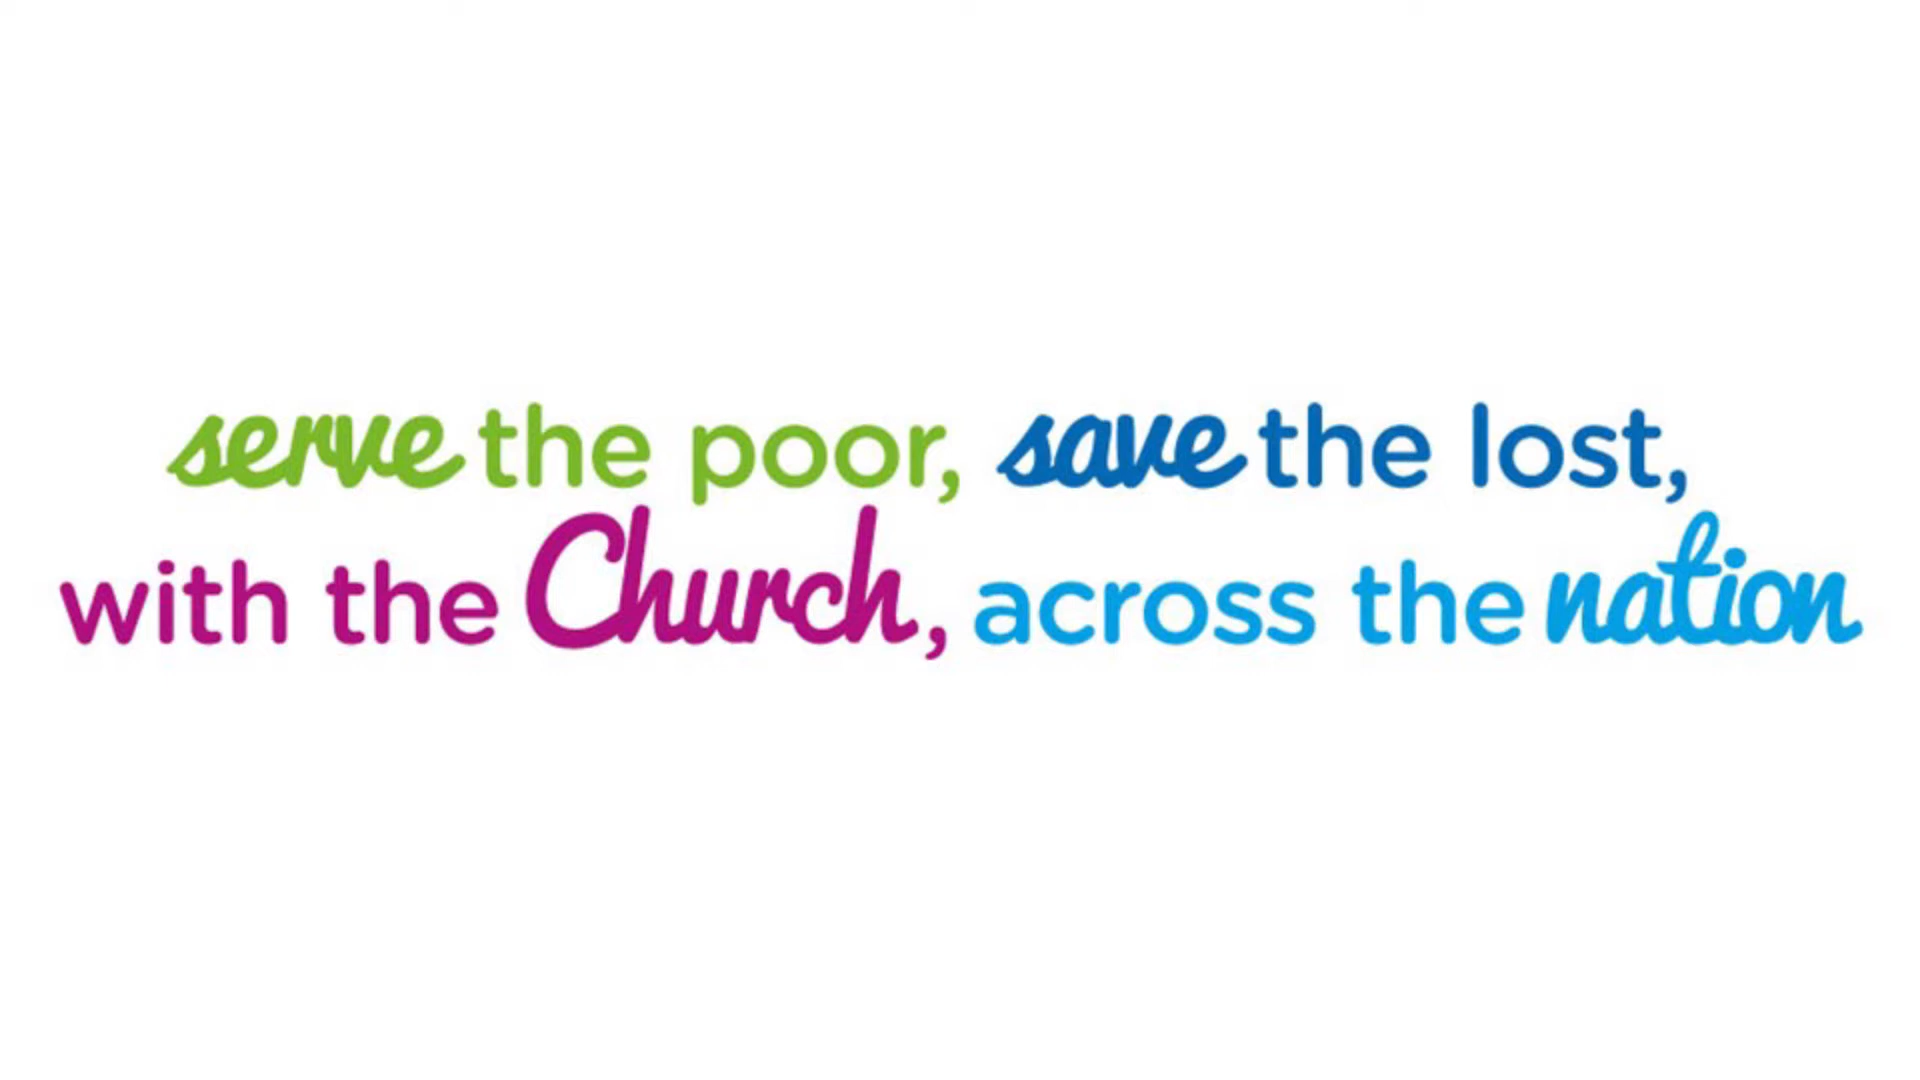 serve the poor, save the lost,
with the Church, across the nation